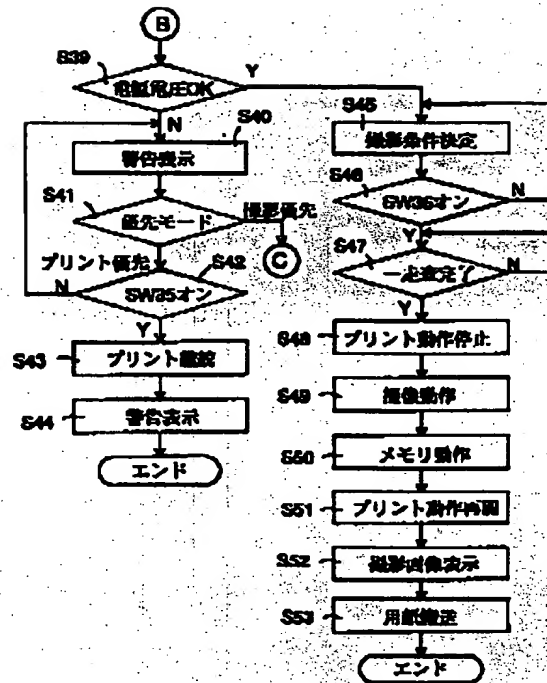 B
S39
電話電圧OK
Y
N
S40
警告表示
S41
優先モード
撮影優先
C
プリント優先
S42
SW35オン
N
Y
S43
プリント継続
S44
警告表示
エンド
S45
撮影条件決定
S46
SW36オン
N
Y
S47
一走査完了
N
Y
S48
プリント動作停止
S49
撮像動作
S50
メモリ動作
S51
プリント動作再開
S52
撮影画像表示
S53
用紙搬送
エンド